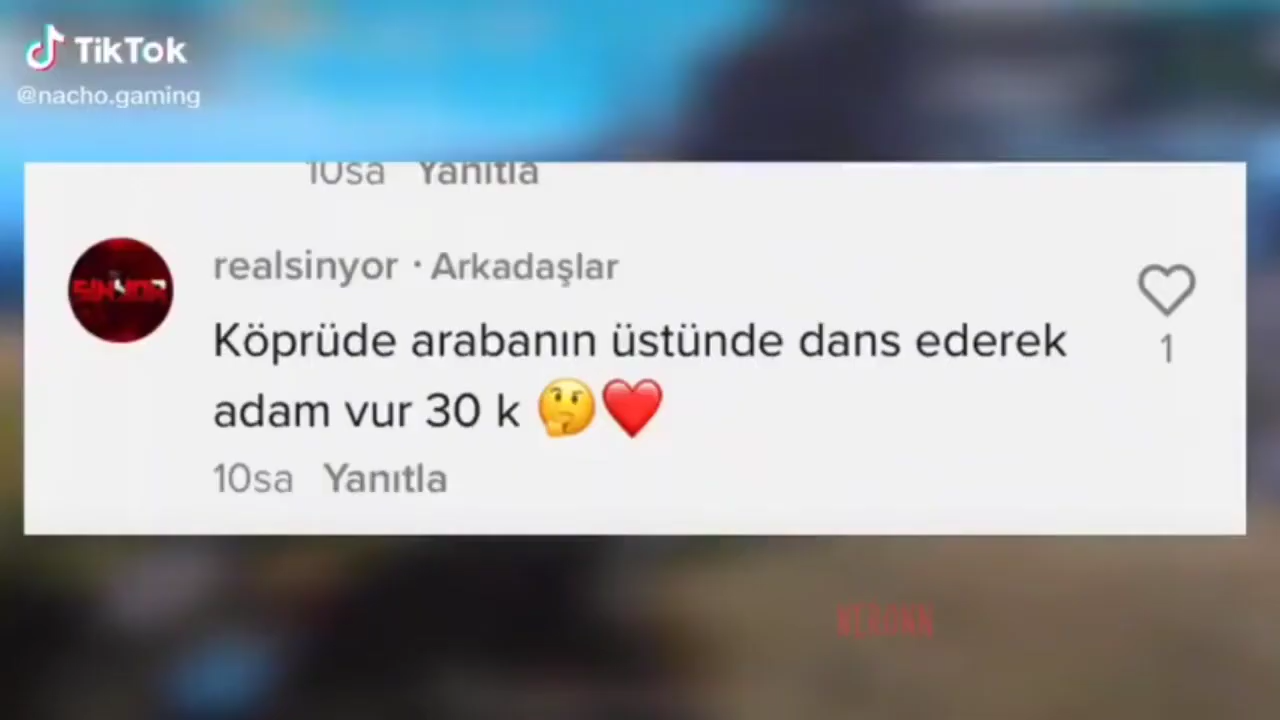 TikTok
@nacho.gaming
10sa Yanıtla
realsinyor · Arkadaşlar
Köprüde arabanın üstünde dans ederek
adam vur 30 k 🤔❤️
1
10sa Yanıtla